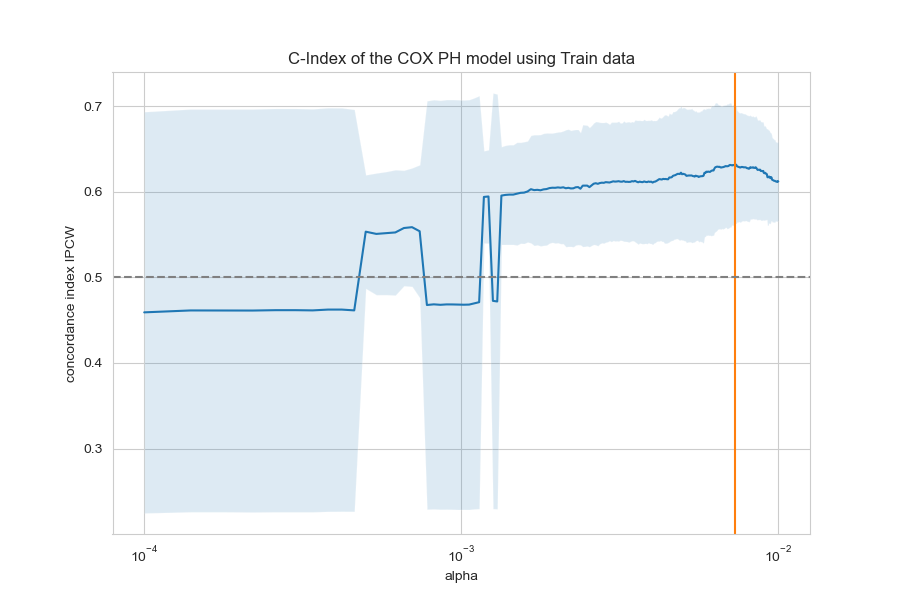 C-Index of the COX PH model using Train data
concordance index IPCW
0.7
0.6
0.5
0.4
0.3
10⁻⁴
10⁻³
10⁻²
alpha